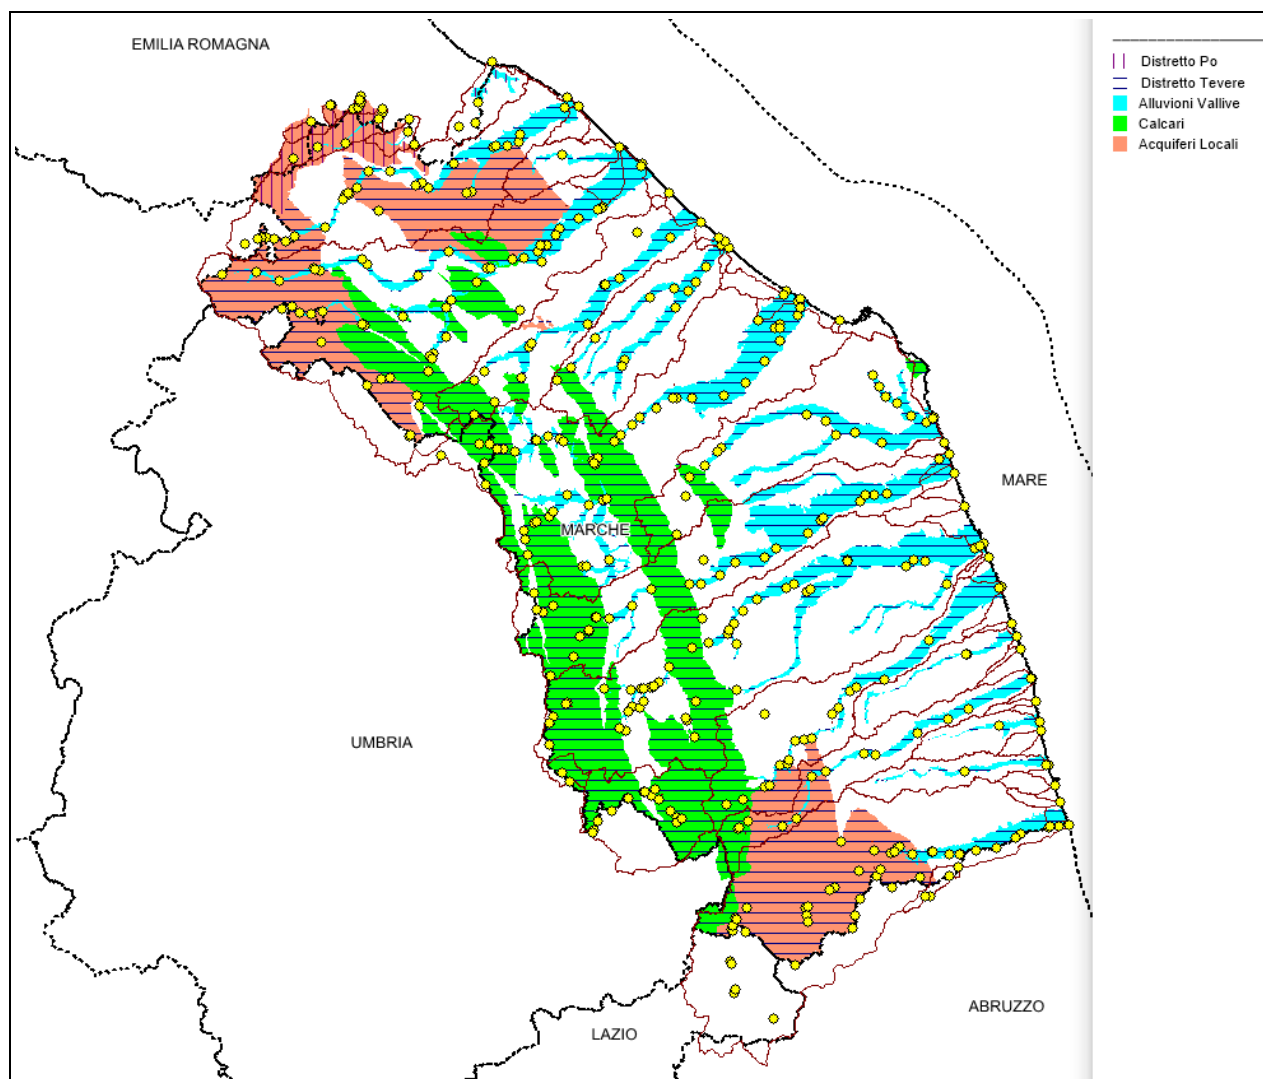 EMILIA ROMAGNA
Distretto Po
Distretto Tevere
Alluvioni Vallive
Calcari
Acquiferi Locali
MARE
MARCHE
UMBRIA
ABRUZZO
LAZIO